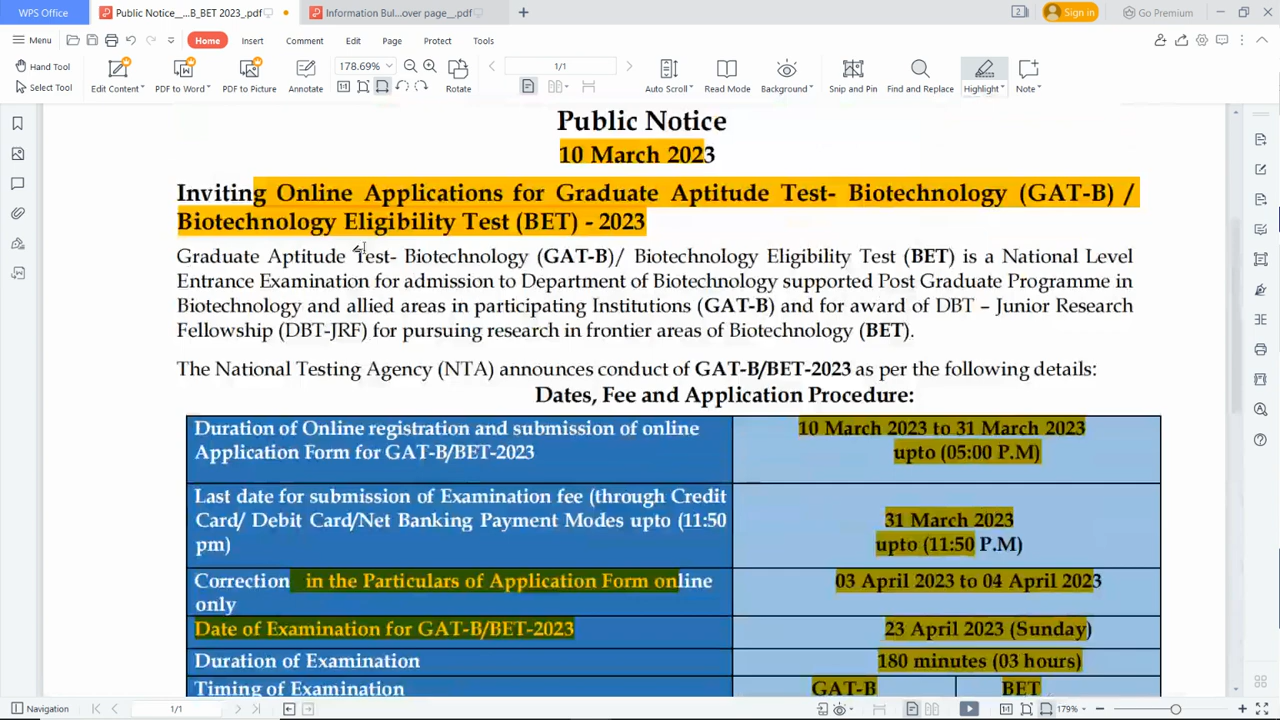 WPS Office
Public Notice__...B_BET 2023_.pdf
Information Bul...over page__.pdf
+
2
Sign in
Go Premium
Menu
Home
Insert
Comment
Edit
Page
Protect
Tools
Hand Tool
Select Tool
Edit Content
PDF to Word
PDF to Picture
Annotate
178.69%
Rotate
1/1
Auto Scroll
Read Mode
Background
Snip and Pin
Find and Replace
Highlight
Note
Public Notice
10 March 2023
Inviting Online Applications for Graduate Aptitude Test- Biotechnology (GAT-B) /
Biotechnology Eligibility Test (BET) - 2023
Graduate Aptitude Test- Biotechnology (GAT-B)/ Biotechnology Eligibility Test (BET) is a National Level
Entrance Examination for admission to Department of Biotechnology supported Post Graduate Programme in
Biotechnology and allied areas in participating Institutions (GAT-B) and for award of DBT – Junior Research
Fellowship (DBT-JRF) for pursuing research in frontier areas of Biotechnology (BET).
The National Testing Agency (NTA) announces conduct of GAT-B/BET-2023 as per the following details:
Dates, Fee and Application Procedure:
Duration of Online registration and submission of online
Application Form for GAT-B/BET-2023
10 March 2023 to 31 March 2023
upto (05:00 P.M)
Last date for submission of Examination fee (through Credit
Card/ Debit Card/Net Banking Payment Modes upto (11:50
pm)
31 March 2023
upto (11:50 P.M)
Correction in the Particulars of Application Form online
only
03 April 2023 to 04 April 2023
Date of Examination for GAT-B/BET-2023
23 April 2023 (Sunday)
Duration of Examination
180 minutes (03 hours)
Timing of Examination
GAT-B
BET
Navigation
1/1
179%